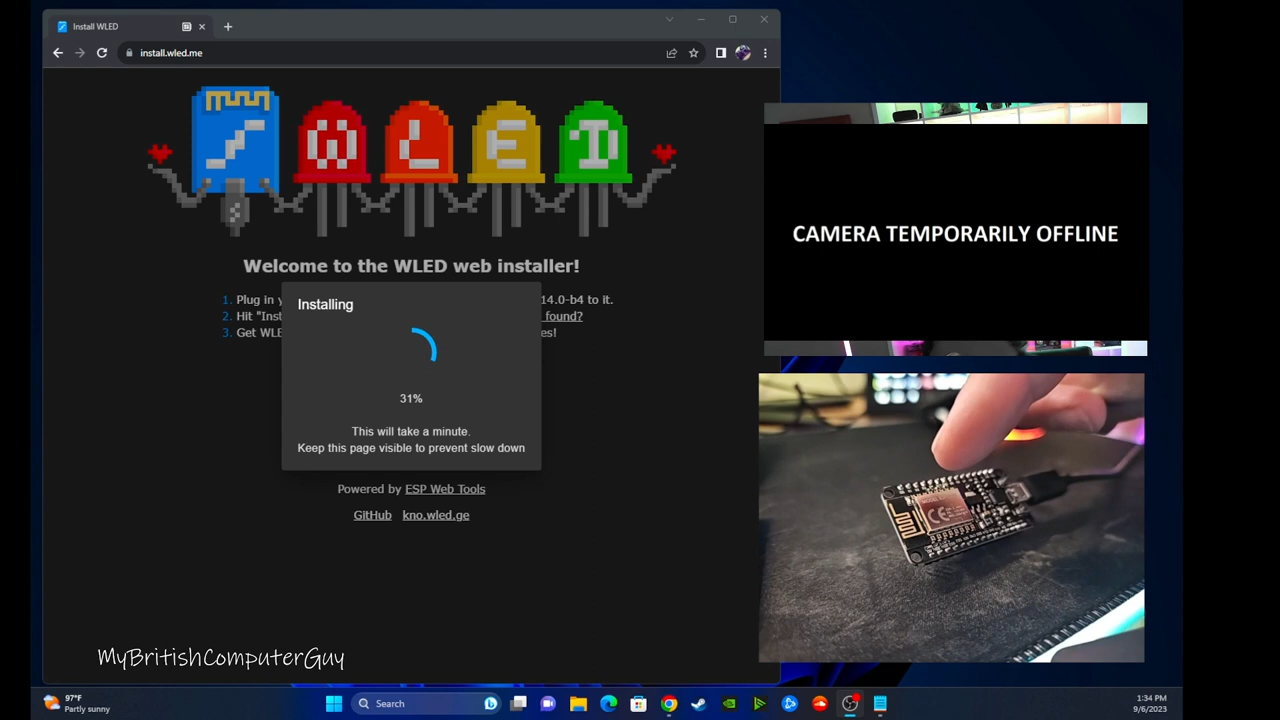 Install WLED
install.wled.me
WLED
Welcome to the WLED web installer!
1. Plug in y 14.0-b4 to it.
2. Hit "Inst found?
3. Get WLE es!
Installing
31%
This will take a minute.
Keep this page visible to prevent slow down
Powered by ESP Web Tools
GitHub kno.wled.ge
CAMERA TEMPORARILY OFFLINE
CE
MyBritishComputerGuy
97°F
Partly sunny
Search
1:34 PM
9/6/2023